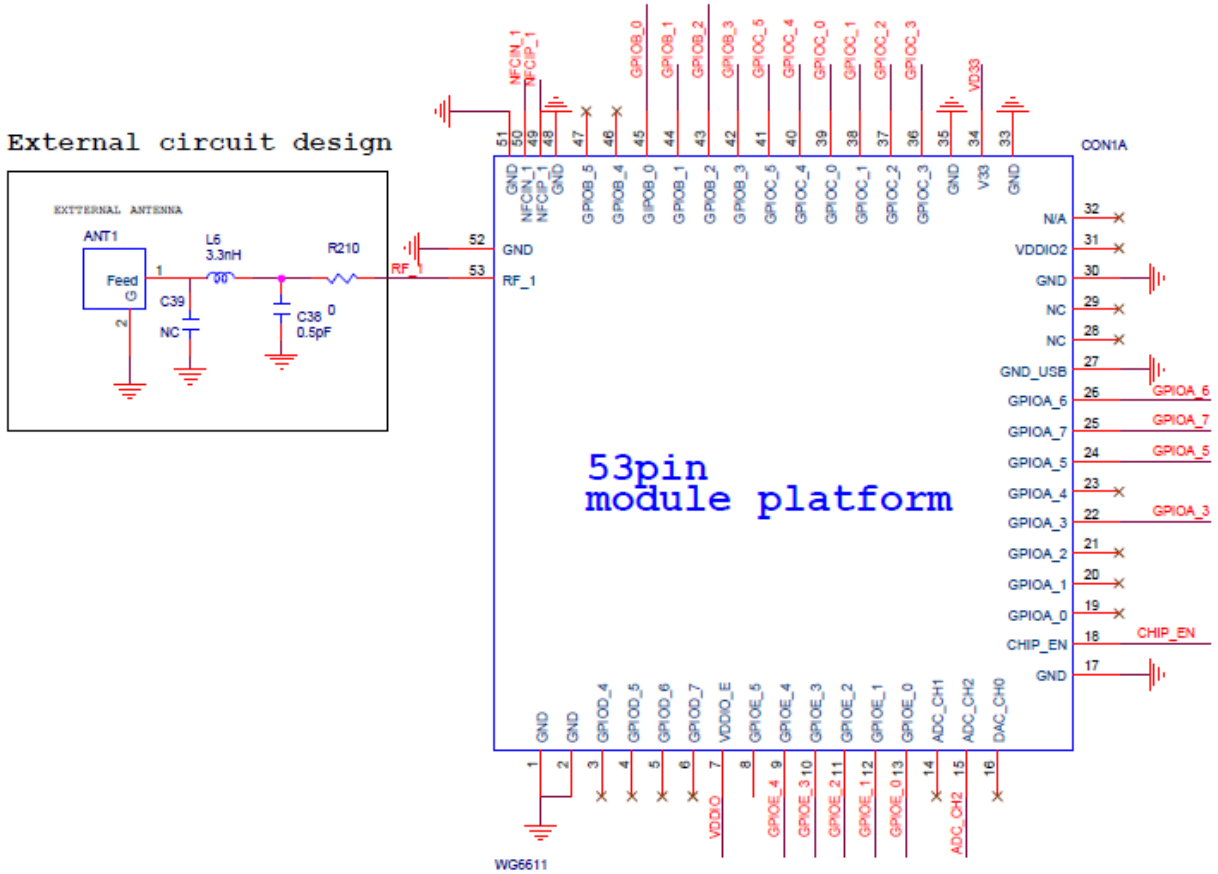 External circuit design
EXTTERNAL ANTENNA
ANT1
Feed
G
1
2
C39
NC
L6
3.3nH
C38
0.5pF
R210
0
RF_1
NFCIN_1
NFCIP_1
GPIOB_0
GPIOB_1
GPIOB_2
GPIOB_3
GPIOC_5
GPIOC_4
GPIOC_0
GPIOC_1
GPIOC_2
GPIOC_3
VD33
51
50
49
48
47
46
45
44
43
42
41
40
39
38
37
36
35
34
33
CON1A
GND
NFCIN_1
NFCIP_1
GND
GPIOB_5
GPIOB_4
GIPOB_0
GPIOB_1
GPIOB_2
GPIOB_3
GPIOC_5
GPIOC_4
GPIOC_0
GPIOC_1
GPIOC_2
GPIOC_3
GND
V33
GND
52
GND
53
RF_1
N/A
32
VDDIO2
31
GND
30
NC
29
NC
28
GND_USB
27
GPIOA_6
26
GPIOA_6
GPIOA_7
25
GPIOA_7
GPIOA_5
24
GPIOA_5
GPIOA_4
23
GPIOA_3
22
GPIOA_3
GPIOA_2
21
GPIOA_1
20
GPIOA_0
19
CHIP_EN
18
CHIP_EN
GND
17
53pin
module platform
GND
GND
GPIOD_4
GPIOD_5
GPIOD_6
GPIOD_7
VDDIO_E
GPIOE_5
GPIOE_4
GPIOE_3
GPIOE_2
GPIOE_1
GPIOE_0
ADC_CH1
ADC_CH2
DAC_CH0
1
2
3
4
5
6
7
8
9
10
11
12
13
14
15
16
VDDIO
GPIOE_4
GPIOE_3
GPIOE_2
GPIOE_1
GPIOE_0
ADC_CH2
WG6611